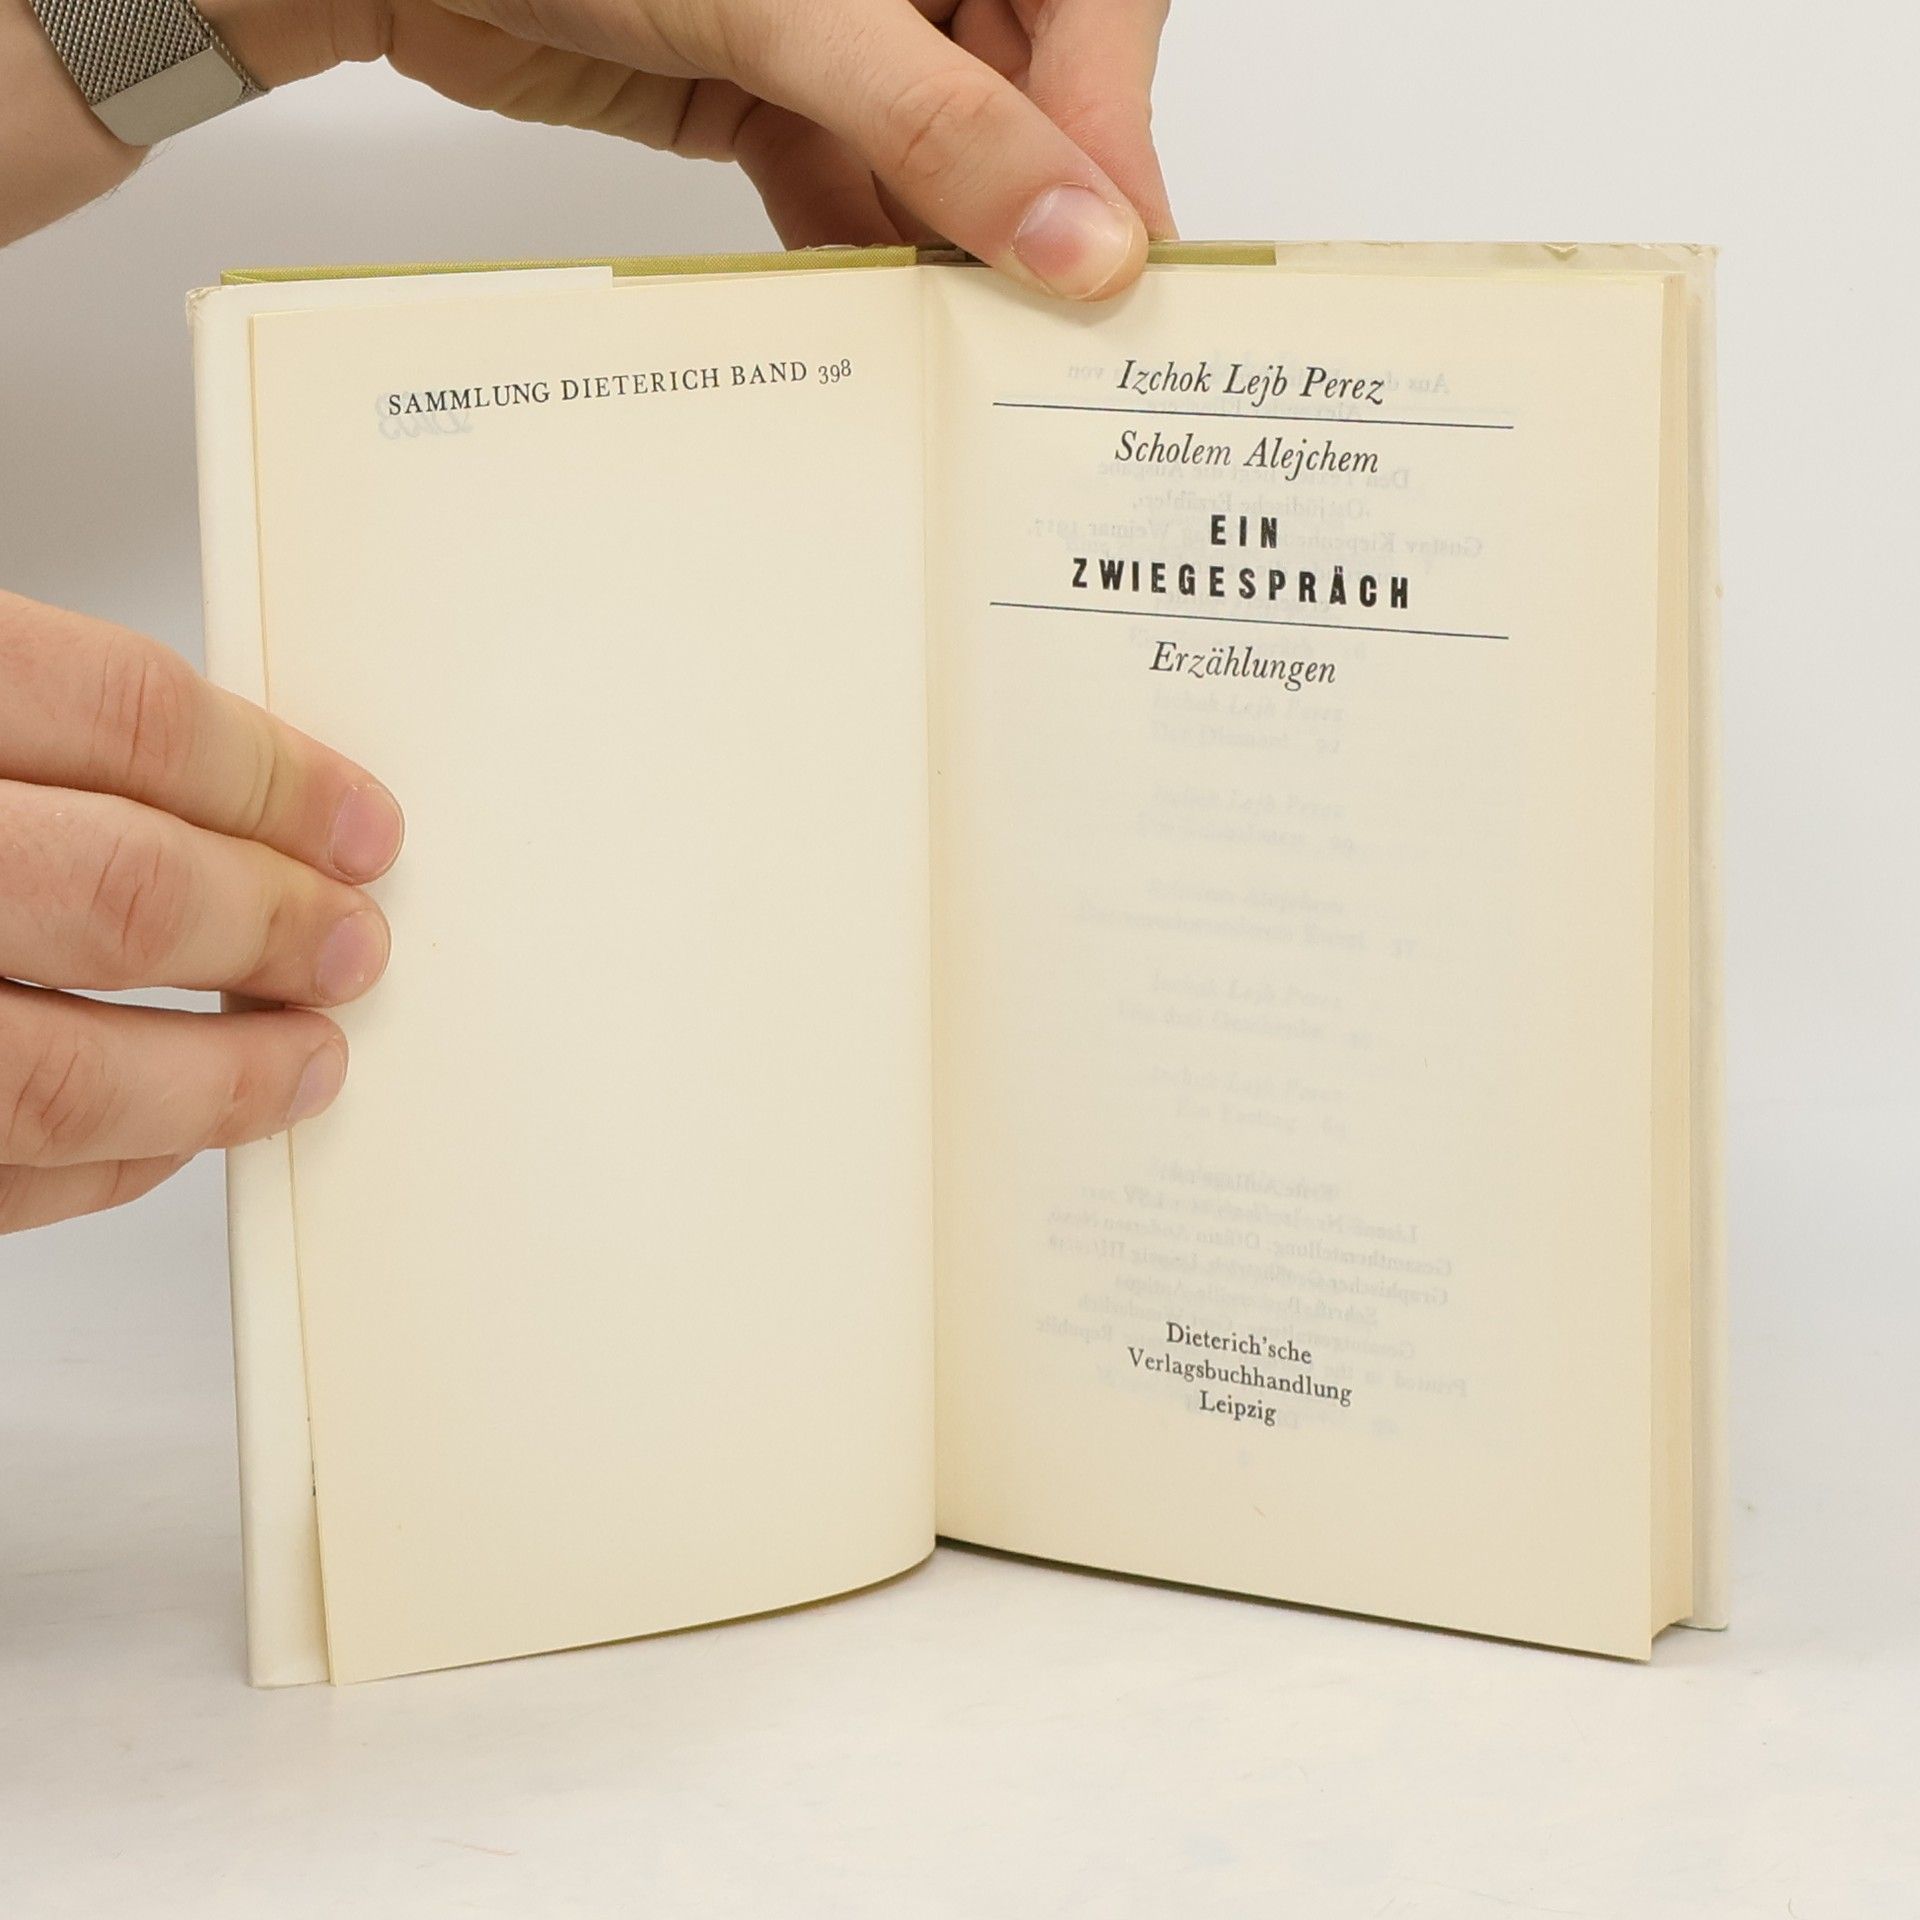 SAMMLUNG DIETERICH BAND 398
Izchok Lejb Perez
Scholem Alejchem
EIN
ZWIEGESPRÄCH
Erzählungen
Dieterich'sche
Verlagsbuchhandlung
Leipzig